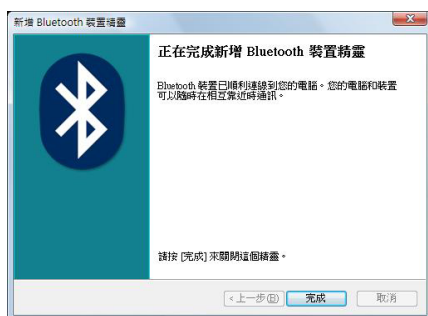 新增 Bluetooth 裝置精靈
正在完成新增 Bluetooth 裝置精靈
Bluetooth 裝置已順利連線到您的電腦。您的電腦和裝置
可以隨時在相互靠近時通訊。
請按 [完成] 來關閉這個精靈。
<上一步(B) 完成 取消